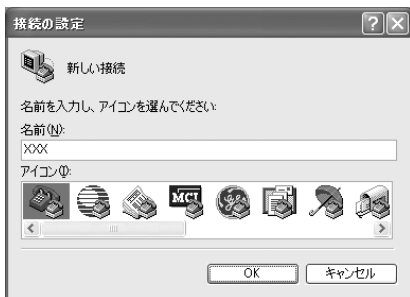 接続の設定
新しい接続
名前を入力し、アイコンを選んでください:
名前(N):
XXX
アイコン(I):
MCI
OK
キャンセル